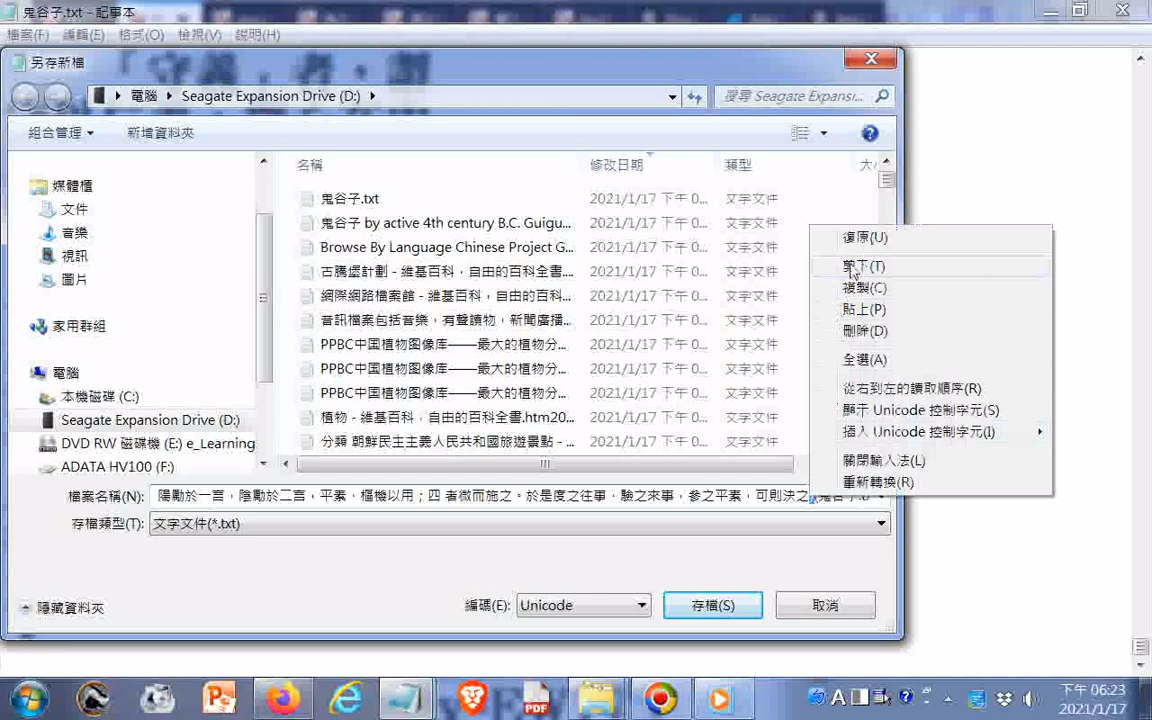 鬼谷子.txt - 記事本
檔案(F) 編輯(E) 格式(O) 檢視(V) 說明(H)
另存新檔
電腦 Seagate Expansion Drive (D:)
搜尋 Seagate Expansi...
組合管理 新增資料夾
名稱 修改日期 類型
媒體櫃
文件
音樂
視訊
圖片
家用群組
電腦
本機磁碟 (C:)
Seagate Expansion Drive (D:)
DVD RW 磁碟機 (E:) e_Learning
ADATA HV100 (F:)
鬼谷子.txt 2021/1/17 下午 0... 文字文件
鬼谷子 by active 4th century B.C. Guigu... 2021/1/17 下午 0... 文字文件
Browse By Language Chinese Project G... 2021/1/17 下午 0... 文字文件
古騰堡計劃 - 維基百科，自由的百科全書... 2021/1/17 下午 0... 文字文件
網際網路檔案館 - 維基百科，自由的百科... 2021/1/17 下午 0... 文字文件
音訊檔案包括音樂，有聲讀物，新聞廣播... 2021/1/17 下午 0... 文字文件
PPBC中国植物图像库——最大的植物分... 2021/1/17 下午 0... 文字文件
PPBC中国植物图像库——最大的植物分... 2021/1/17 下午 0... 文字文件
PPBC中国植物图像库——最大的植物分... 2021/1/17 下午 0... 文字文件
植物 - 維基百科，自由的百科全書.htm20... 2021/1/17 下午 0... 文字文件
分類 朝鮮民主主義人民共和國旅遊景點 - ... 2021/1/17 下午 0... 文字文件
復原(U)
剪下(T)
複製(C)
貼上(P)
刪除(D)
全選(A)
從右到左的讀取順序(R)
顯示 Unicode 控制字元(S)
插入 Unicode 控制字元(I)
關閉輸入法(L)
重新轉換(R)
檔案名稱(N): 陽勵於一言，陰勵於二言，平素、樞機以用；四 者微而施之。於是度之往事，驗之來事，參之平素，可則決之
存檔類型(T): 文字文件(*.txt)
隱藏資料夾
編碼(E): Unicode
存檔(S)
取消
下午 06:23
2021/1/17